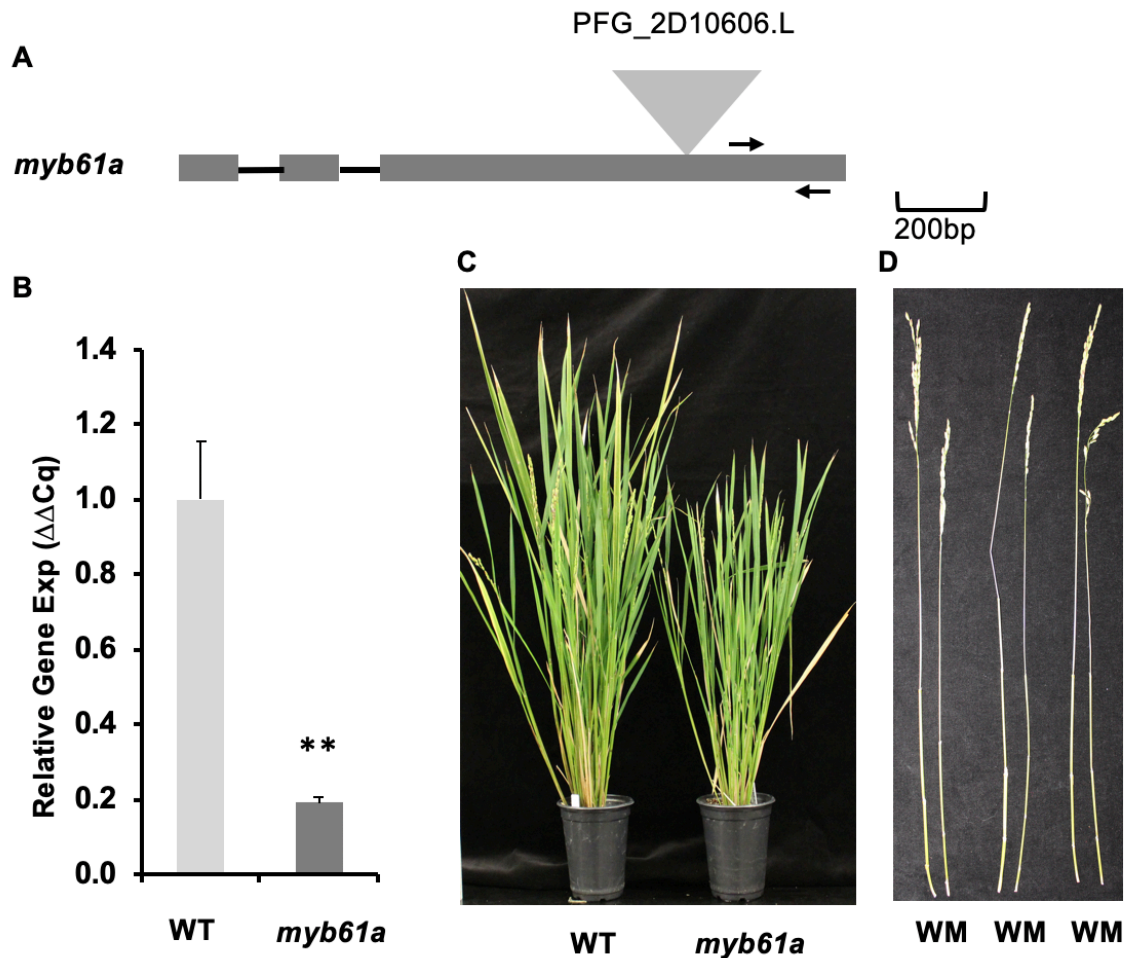 PFG_2D10606.L
A
myb61a
200bp
B
C
D
Relative Gene Exp (ΔΔCq)
1.4
1.2
1.0
0.8
0.6
0.4
0.2
0.0
**
WT
myb61a
WT
myb61a
WM WM WM